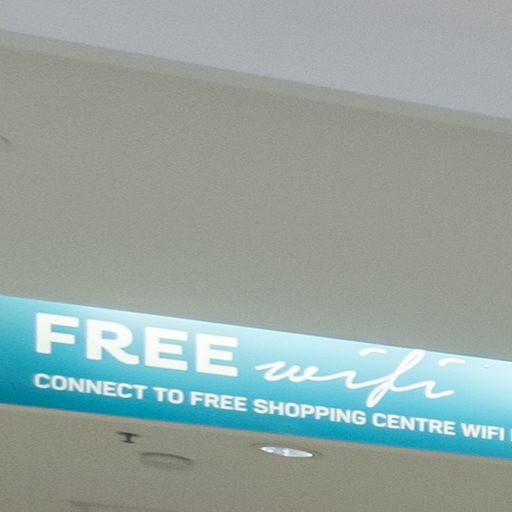 FREE wifi
CONNECT TO FREE SHOPPING CENTRE WIFI